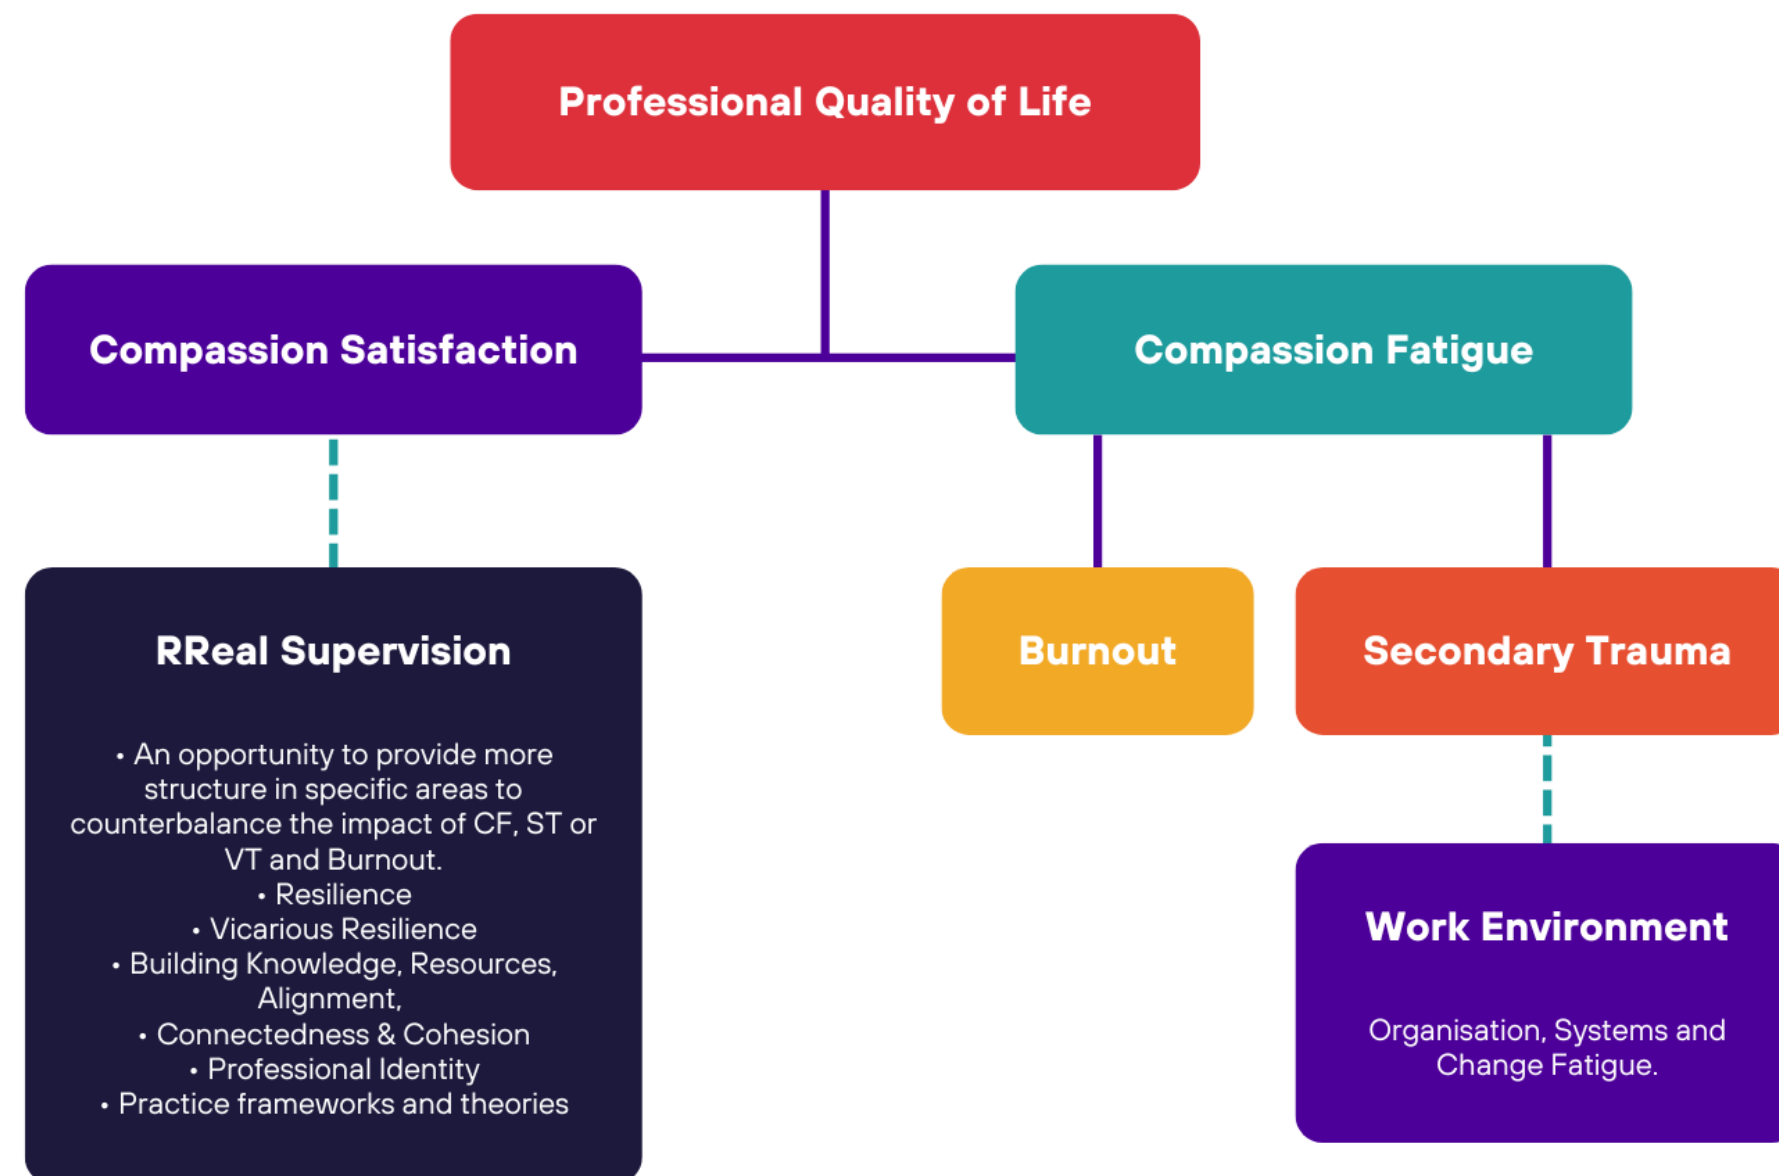 Professional Quality of Life
Compassion Satisfaction
Compassion Fatigue
RReal Supervision
• An opportunity to provide more
structure in specific areas to
counterbalance the impact of CF, ST or
VT and Burnout.
• Resilience
• Vicarious Resilience
• Building Knowledge, Resources,
Alignment,
• Connectedness & Cohesion
• Professional Identity
• Practice frameworks and theories
Burnout
Secondary Trauma
Work Environment
Organisation, Systems and
Change Fatigue.